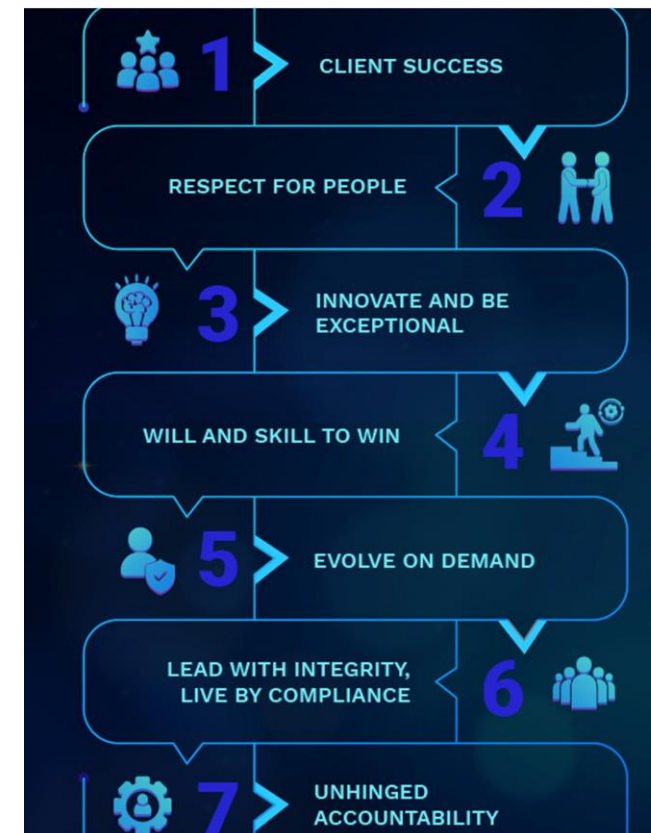 1
CLIENT SUCCESS
RESPECT FOR PEOPLE
2
3
INNOVATE AND BE
EXCEPTIONAL
WILL AND SKILL TO WIN
4
5
EVOLVE ON DEMAND
LEAD WITH INTEGRITY,
LIVE BY COMPLIANCE
6
7
UNHINGED
ACCOUNTABILITY